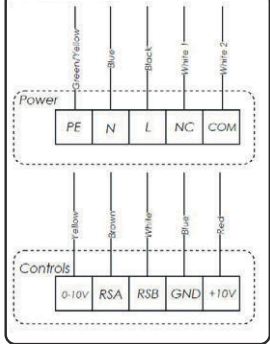 Green/Yellow Blue Black White 1 White 2
Power
PE N L NC COM
Yellow Brown White Blue Red
Controls
0-10V RSA RSB GND +10V